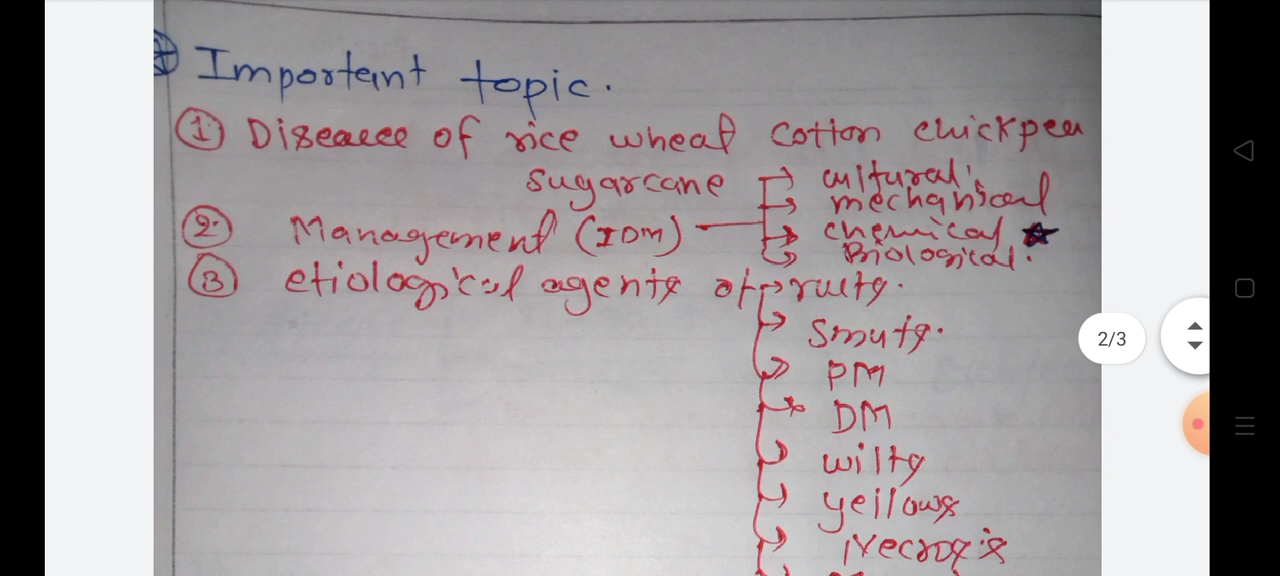 Important topic.
① Diseacee of rice wheat cotton chickpea
sugarcane
→ cultural,
→ mechanical
② Management (IDM) → chemical ★
→ Biological.
③ etiological agents of → rusts.
→ smuts.
→ PM
→ DM
→ wilts
→ yellows
→ Necrosis
2/3